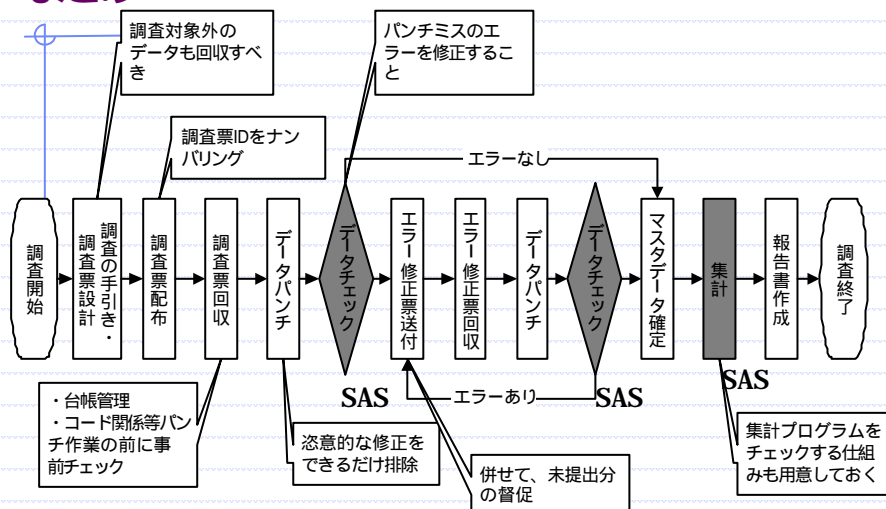 調査対象外の
データも回収すべ
き
パンチミスのエ
ラーを修正するこ
と
調査票IDをナン
バリング
エラーなし
調査開始
調査の手引き・
調査票設計
調査票配布
調査票回収
データパンチ
データチェック
エラー修正票送付
エラー修正票回収
データパンチ
データチェック
マスタデータ確定
集計
報告書作成
調査終了
SAS
エラーあり
SAS
SAS
・台帳管理
・コード関係等パン
チ作業の前に事
前チェック
恣意的な修正を
できるだけ排除
併せて、未提出分
の督促
集計プログラムを
チェックする仕組
みも用意しておく